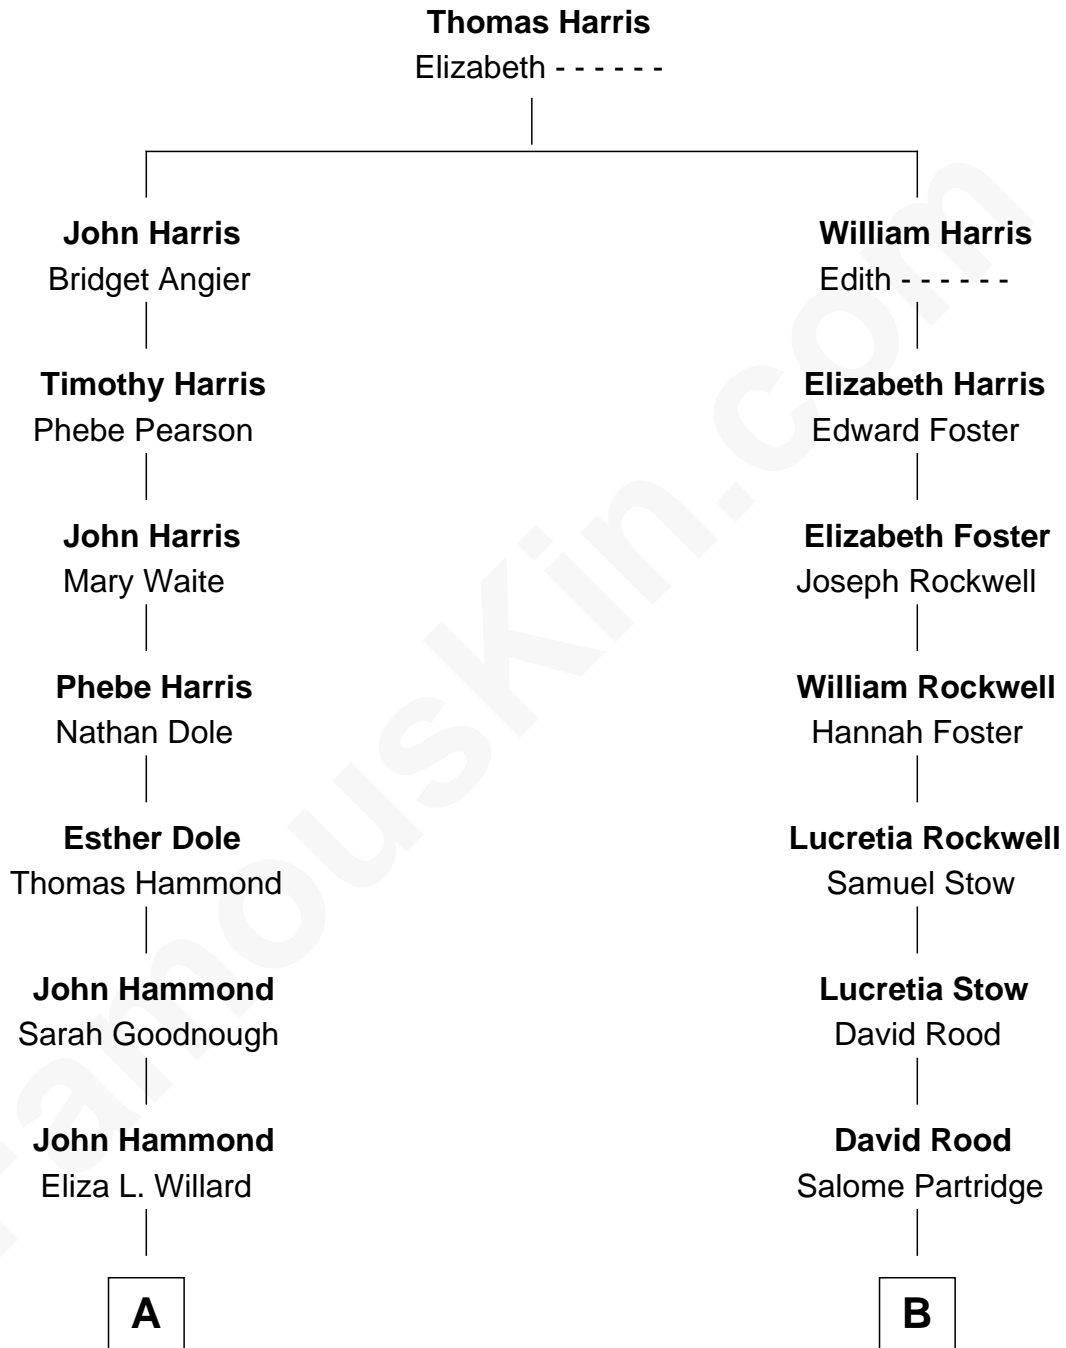 Thomas Harris
Elizabeth - - - - - -
John Harris
Bridget Angier
William Harris
Edith - - - - - -
Timothy Harris
Phebe Pearson
Elizabeth Harris
Edward Foster
John Harris
Mary Waite
Elizabeth Foster
Joseph Rockwell
Phebe Harris
Nathan Dole
William Rockwell
Hannah Foster
Esther Dole
Thomas Hammond
Lucretia Rockwell
Samuel Stow
John Hammond
Sarah Goodnough
Lucretia Stow
David Rood
John Hammond
Eliza L. Willard
David Rood
Salome Partridge
A
B
FamousKin.com